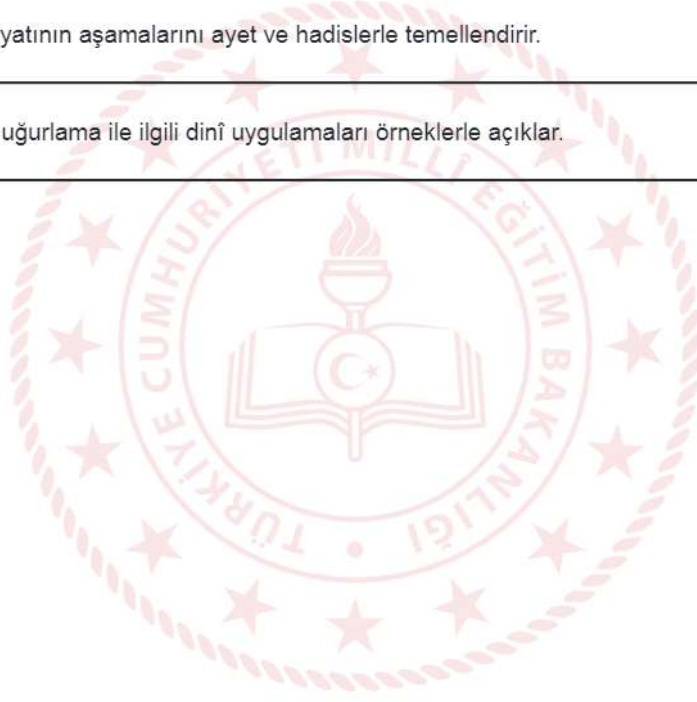 yatının aşamalarını ayet ve hadislerle temellendirir.
uğurlama ile ilgili dinî uygulamaları örneklerle açıklar.
TÜRKİYE CUMHURİYETİ MİLLÎ EĞİTİM BAKANLIĞI